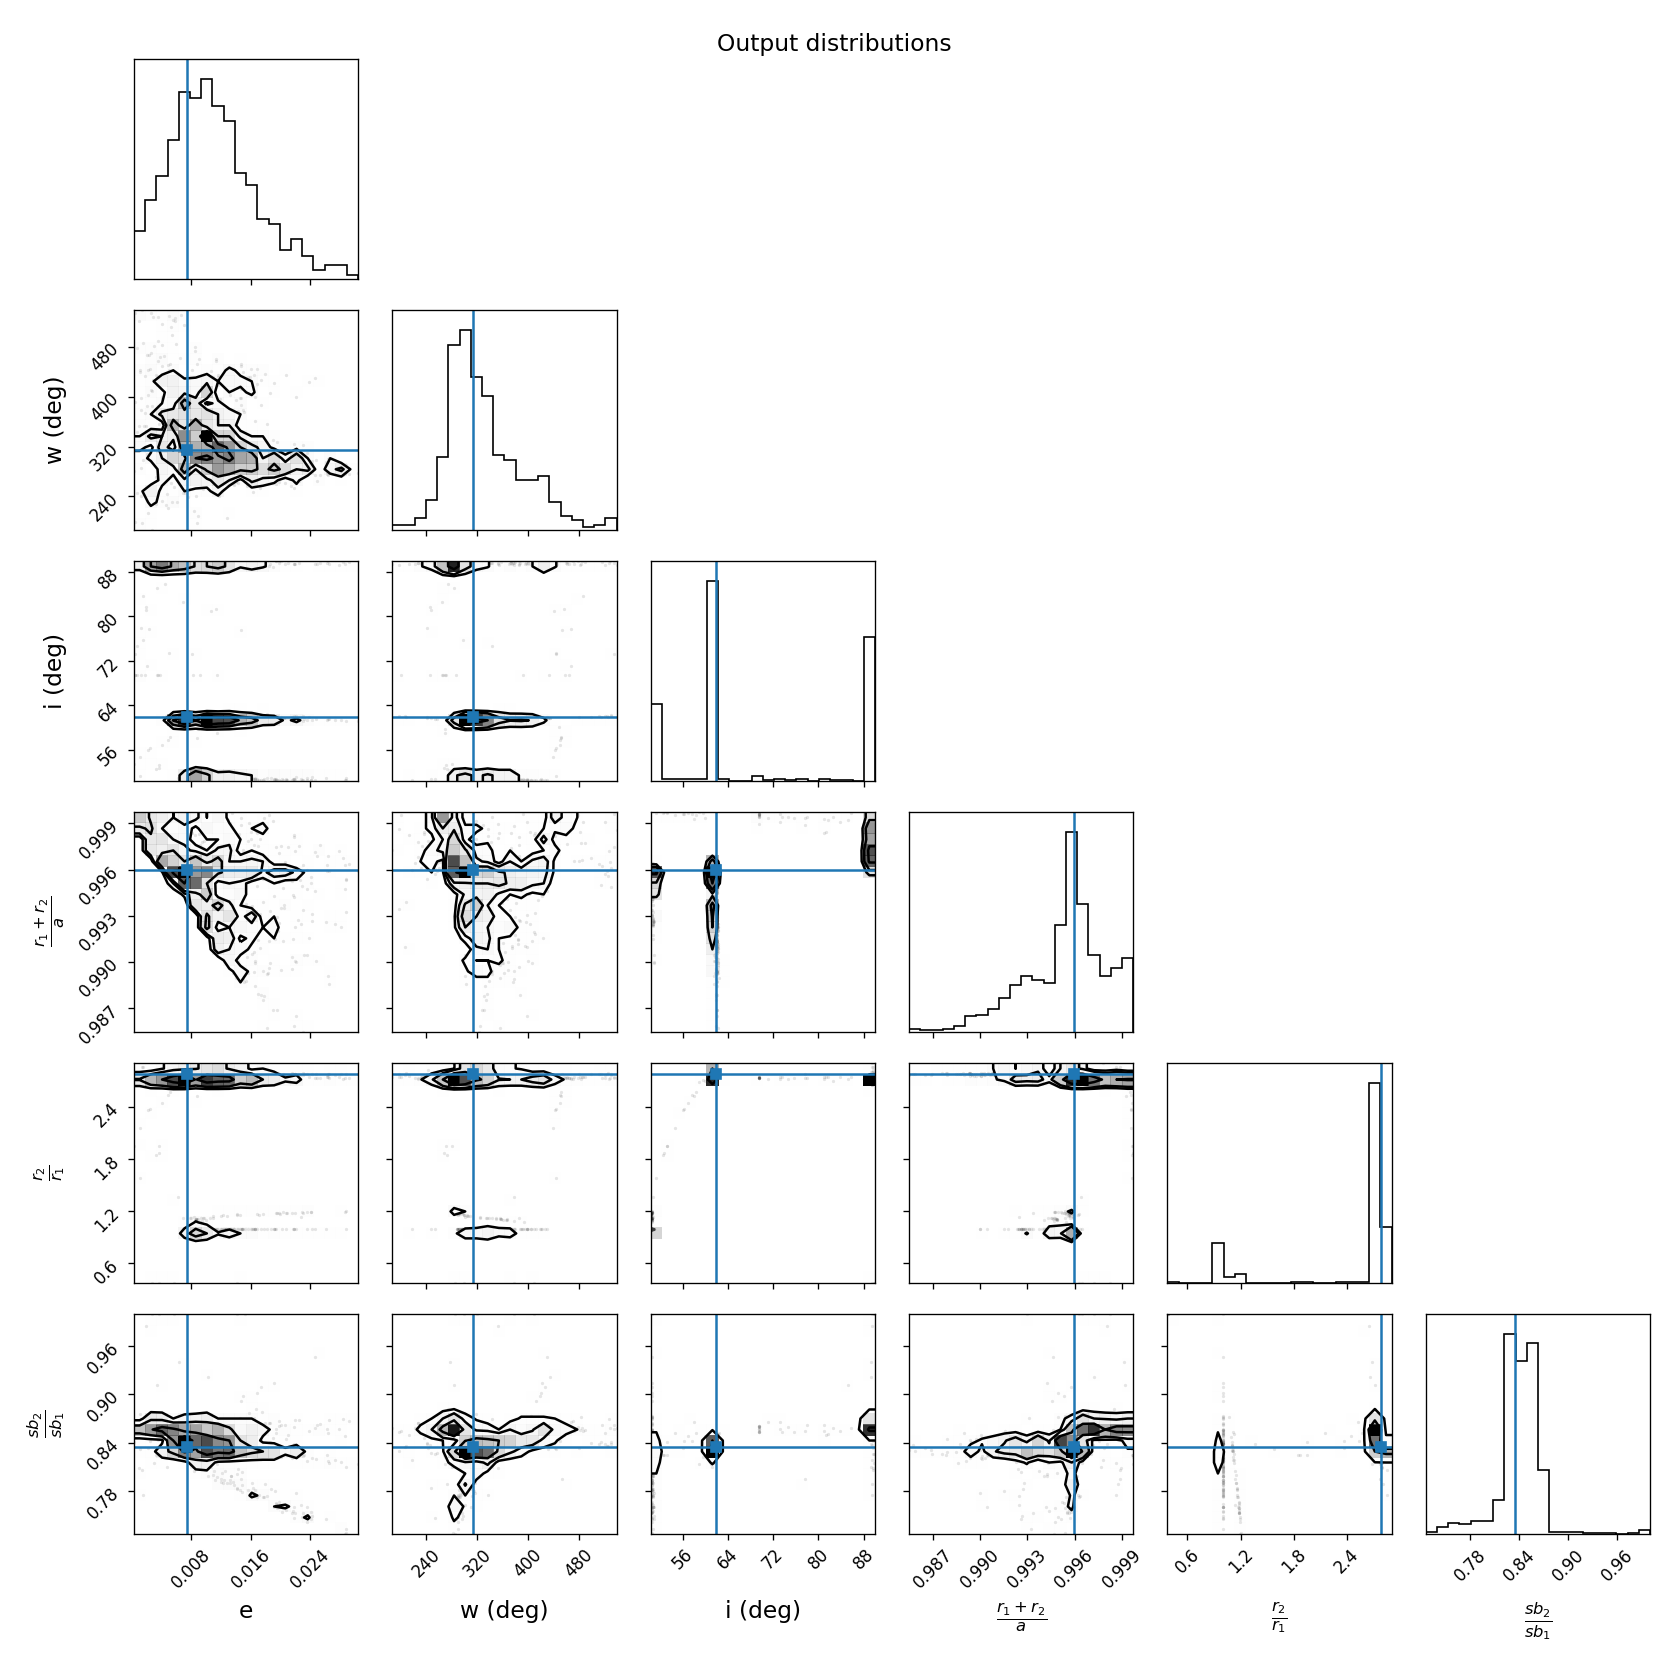 Output distributions
w (deg)
480
400
320
240
i (deg)
88
80
72
64
56
r₁ + r₂
a
0.999
0.996
0.993
0.990
0.987
r₂
r₁
2.4
1.8
1.2
0.6
sb₂
sb₁
0.96
0.90
0.84
0.78
0.008 0.016 0.024
240 320 400 480
56 64 72 80 88
0.987 0.990 0.993 0.996 0.999
0.6 1.2 1.8 2.4
0.78 0.84 0.90 0.96
e
w (deg)
i (deg)
r₁ + r₂
a
r₂
r₁
sb₂
sb₁